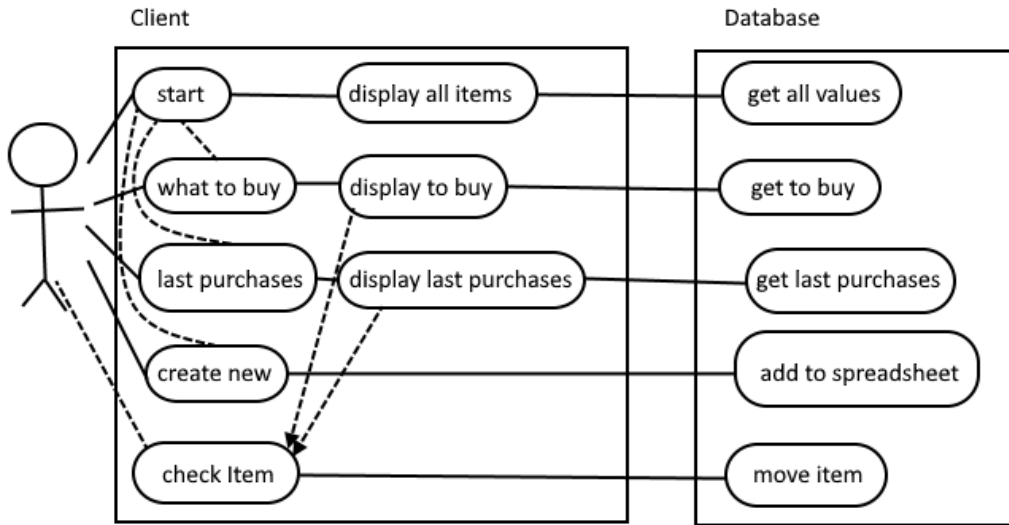 Client
Database
start
display all items
get all values
what to buy
display to buy
get to buy
last purchases
display last purchases
get last purchases
create new
add to spreadsheet
check Item
move item